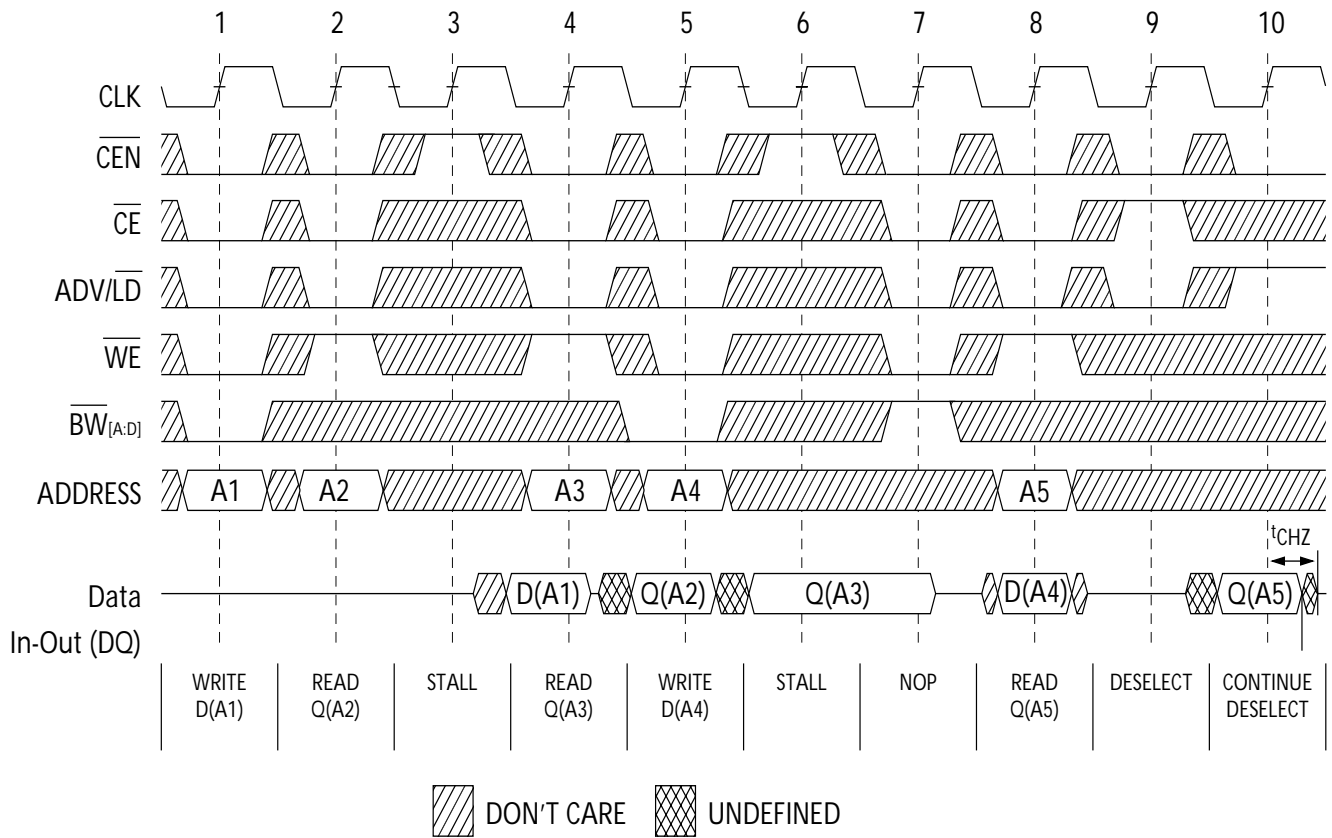 1 2 3 4 5 6 7 8 9 10
CLK
CEN
CE
ADV/LD
WE
BW[A:D]
ADDRESS A1 A2 A3 A4 A5
tCHZ
Data D(A1) Q(A2) Q(A3) D(A4) Q(A5)
In-Out (DQ)
WRITE READ STALL READ WRITE STALL NOP READ DESELECT CONTINUE
D(A1) Q(A2) Q(A3) D(A4) Q(A5) DESELECT
DON'T CARE UNDEFINED